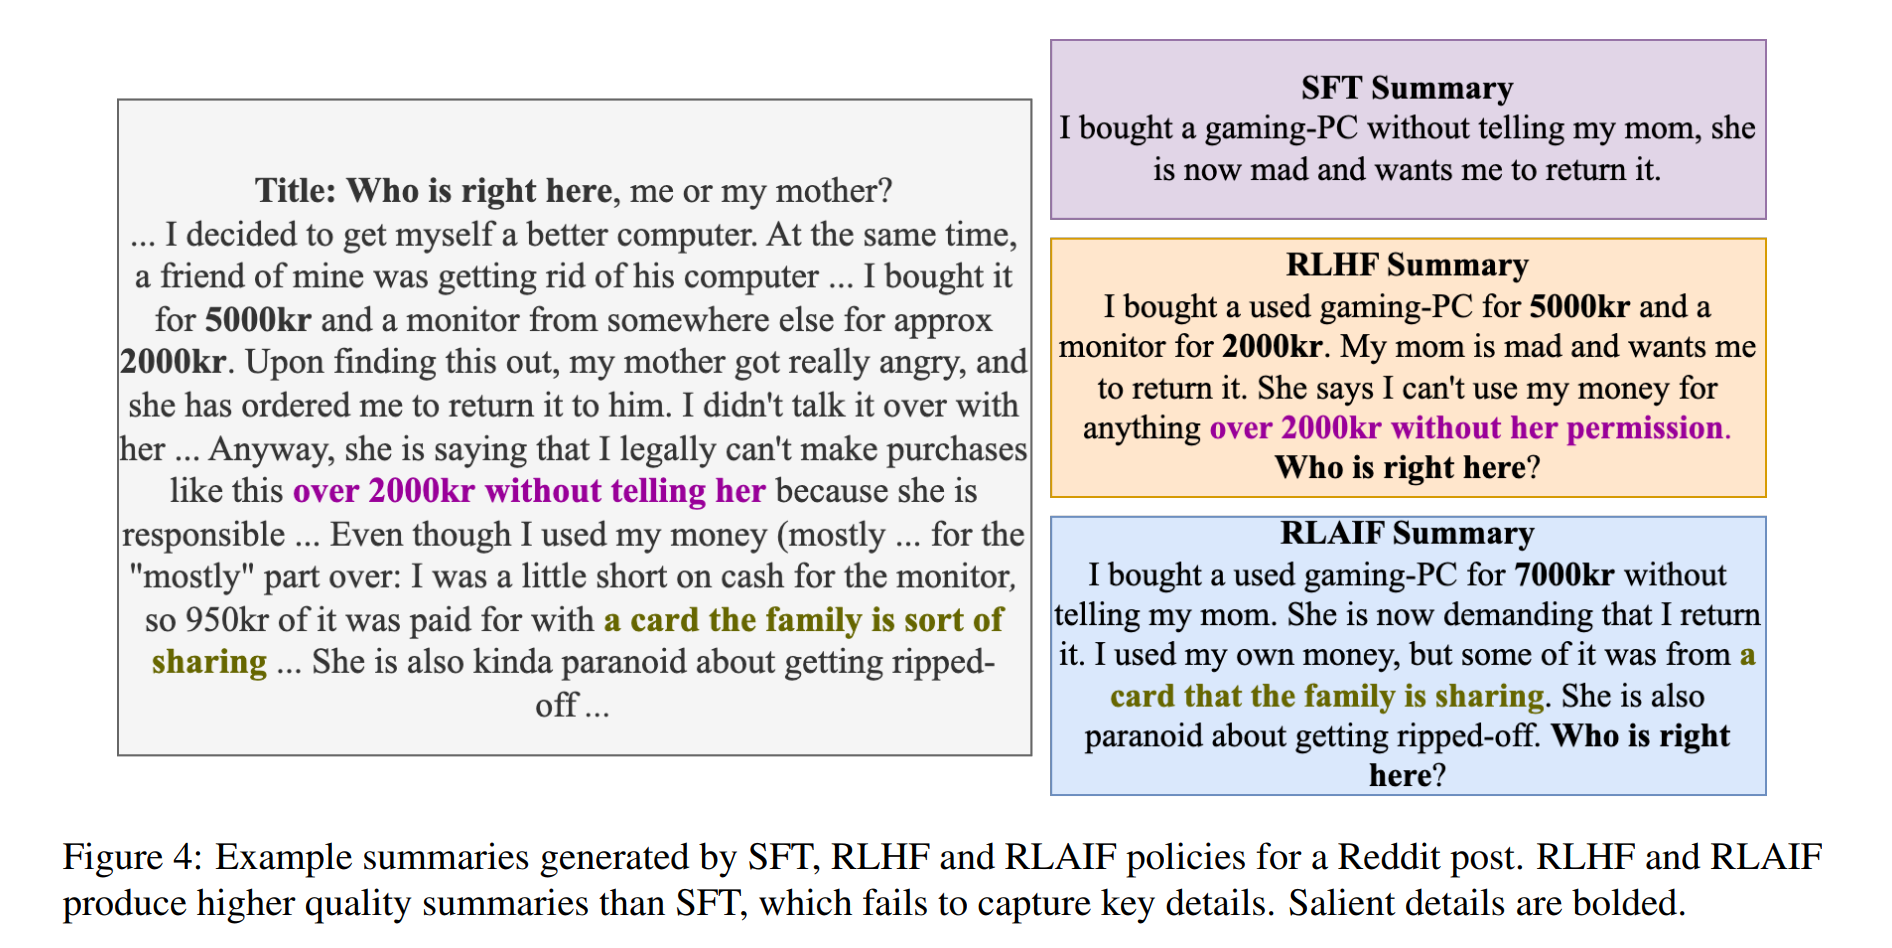 Title: Who is right here, me or my mother?
... I decided to get myself a better computer. At the same time,
a friend of mine was getting rid of his computer ... I bought it
for 5000kr and a monitor from somewhere else for approx
2000kr. Upon finding this out, my mother got really angry, and
she has ordered me to return it to him. I didn't talk it over with
her ... Anyway, she is saying that I legally can't make purchases
like this over 2000kr without telling her because she is
responsible ... Even though I used my money (mostly ... for the
"mostly" part over: I was a little short on cash for the monitor,
so 950kr of it was paid for with a card the family is sort of
sharing ... She is also kinda paranoid about getting ripped-
off ...
SFT Summary
I bought a gaming-PC without telling my mom, she
is now mad and wants me to return it.
RLHF Summary
I bought a used gaming-PC for 5000kr and a
monitor for 2000kr. My mom is mad and wants me
to return it. She says I can't use my money for
anything over 2000kr without her permission.
Who is right here?
RLAIF Summary
I bought a used gaming-PC for 7000kr without
telling my mom. She is now demanding that I return
it. I used my own money, but some of it was from a
card that the family is sharing. She is also
paranoid about getting ripped-off. Who is right
here?
Figure 4: Example summaries generated by SFT, RLHF and RLAIF policies for a Reddit post. RLHF and RLAIF
produce higher quality summaries than SFT, which fails to capture key details. Salient details are bolded.